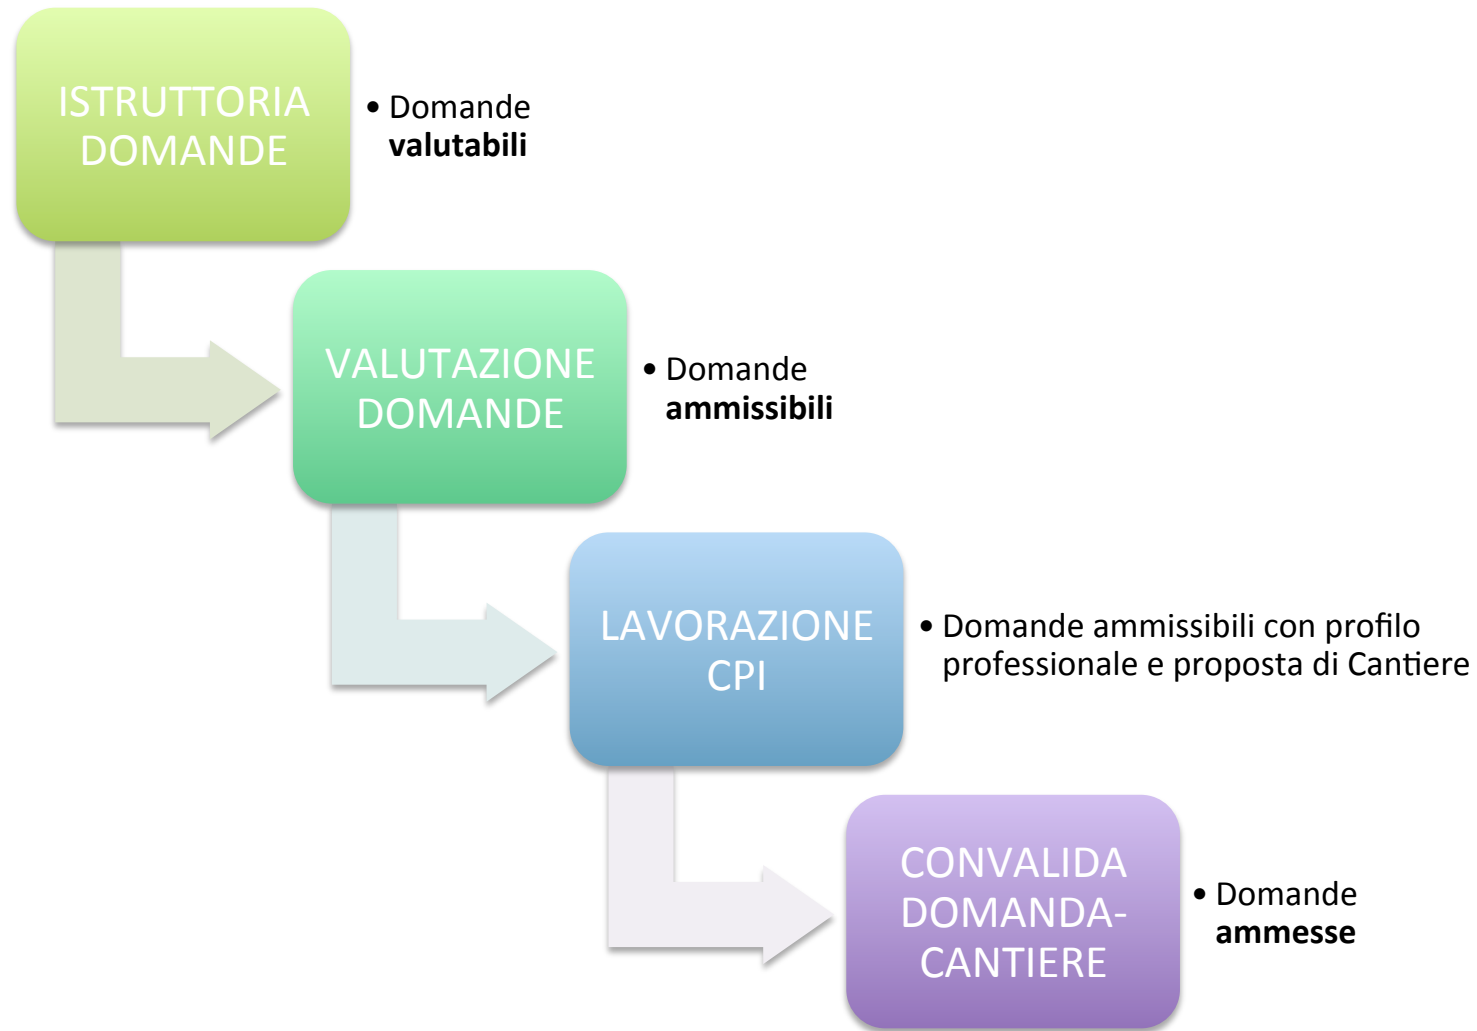 ISTRUTTORIA
DOMANDE
• Domande
valutabili
VALUTAZIONE
DOMANDE
• Domande
ammissibili
LAVORAZIONE
CPI
• Domande ammissibili con profilo
professionale e proposta di Cantiere
CONVALIDA
DOMANDA-
CANTIERE
• Domande
ammesse